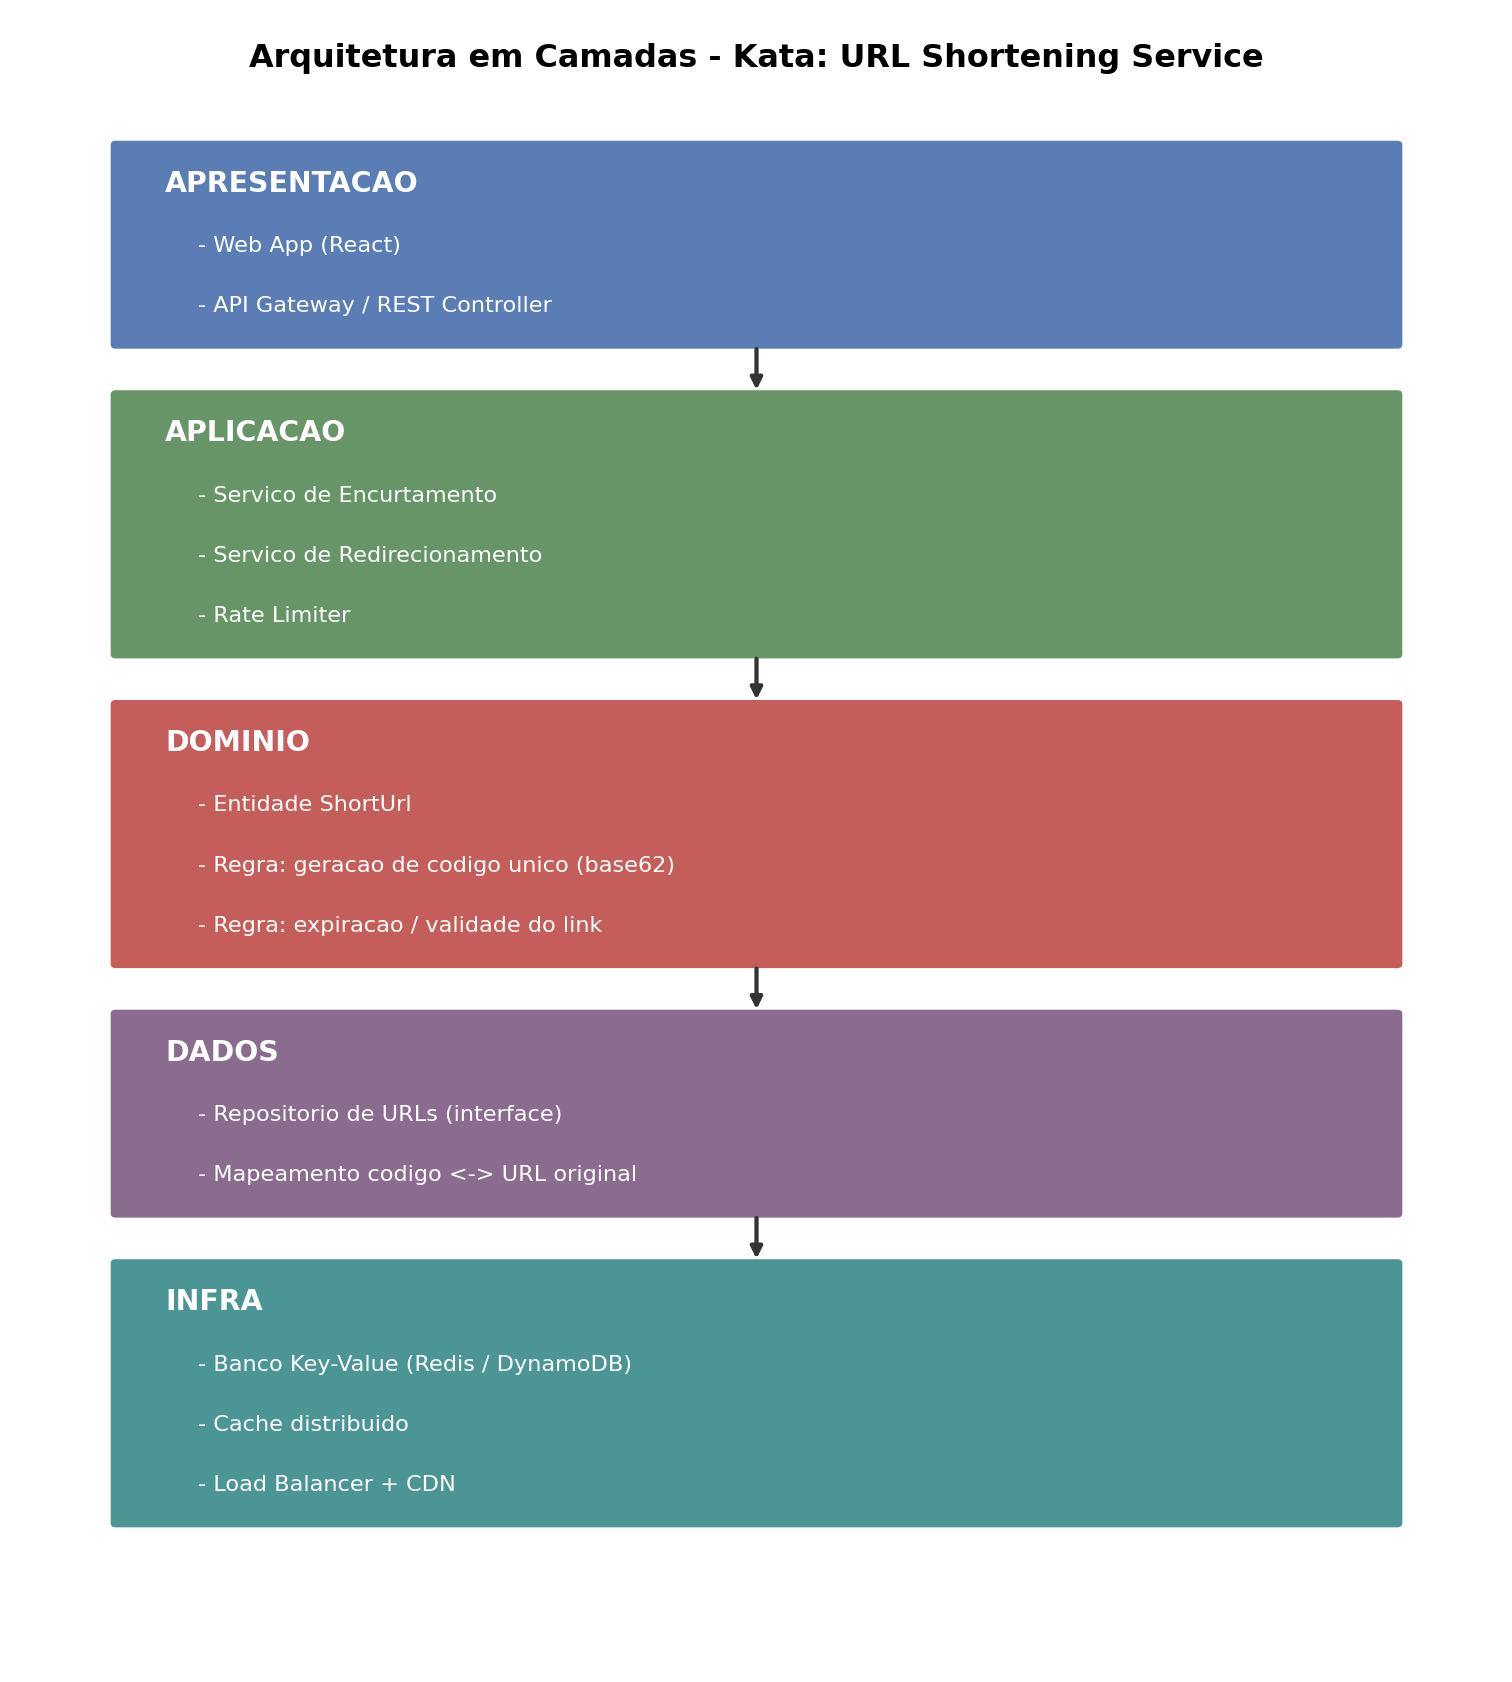 Arquitetura em Camadas - Kata: URL Shortening Service
APRESENTACAO
- Web App (React)
- API Gateway / REST Controller
APLICACAO
- Servico de Encurtamento
- Servico de Redirecionamento
- Rate Limiter
DOMINIO
- Entidade ShortUrl
- Regra: geracao de codigo unico (base62)
- Regra: expiracao / validade do link
DADOS
- Repositorio de URLs (interface)
- Mapeamento codigo <-> URL original
INFRA
- Banco Key-Value (Redis / DynamoDB)
- Cache distribuido
- Load Balancer + CDN